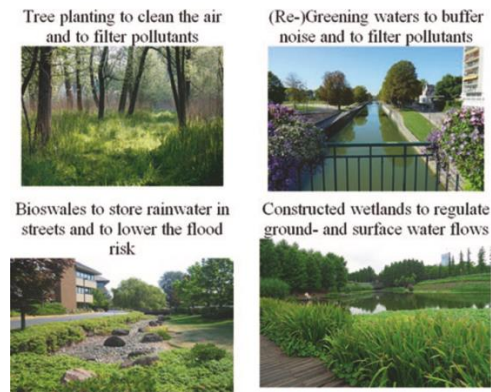 Tree planting to clean the air
and to filter pollutants
(Re-)Greening waters to buffer
noise and to filter pollutants
Bioswales to store rainwater in
streets and to lower the flood
risk
Constructed wetlands to regulate
ground- and surface water flows